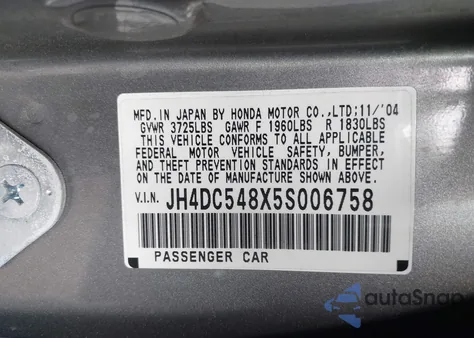 MFD. IN JAPAN BY HONDA MOTOR CO.,LTD;11/'04
GVWR 3725LBS GAWR F 1960LBS R 1830LBS
THIS VEHICLE CONFORMS TO ALL APPLICABLE
FEDERAL MOTOR VEHICLE SAFETY, BUMPER,
AND THEFT PREVENTION STANDARDS IN EFFECT
ON THE DATE OF MANUFACTURE SHOWN ABOVE.
V.I.N. JH4DC548X5S006758
PASSENGER CAR
autoSnap